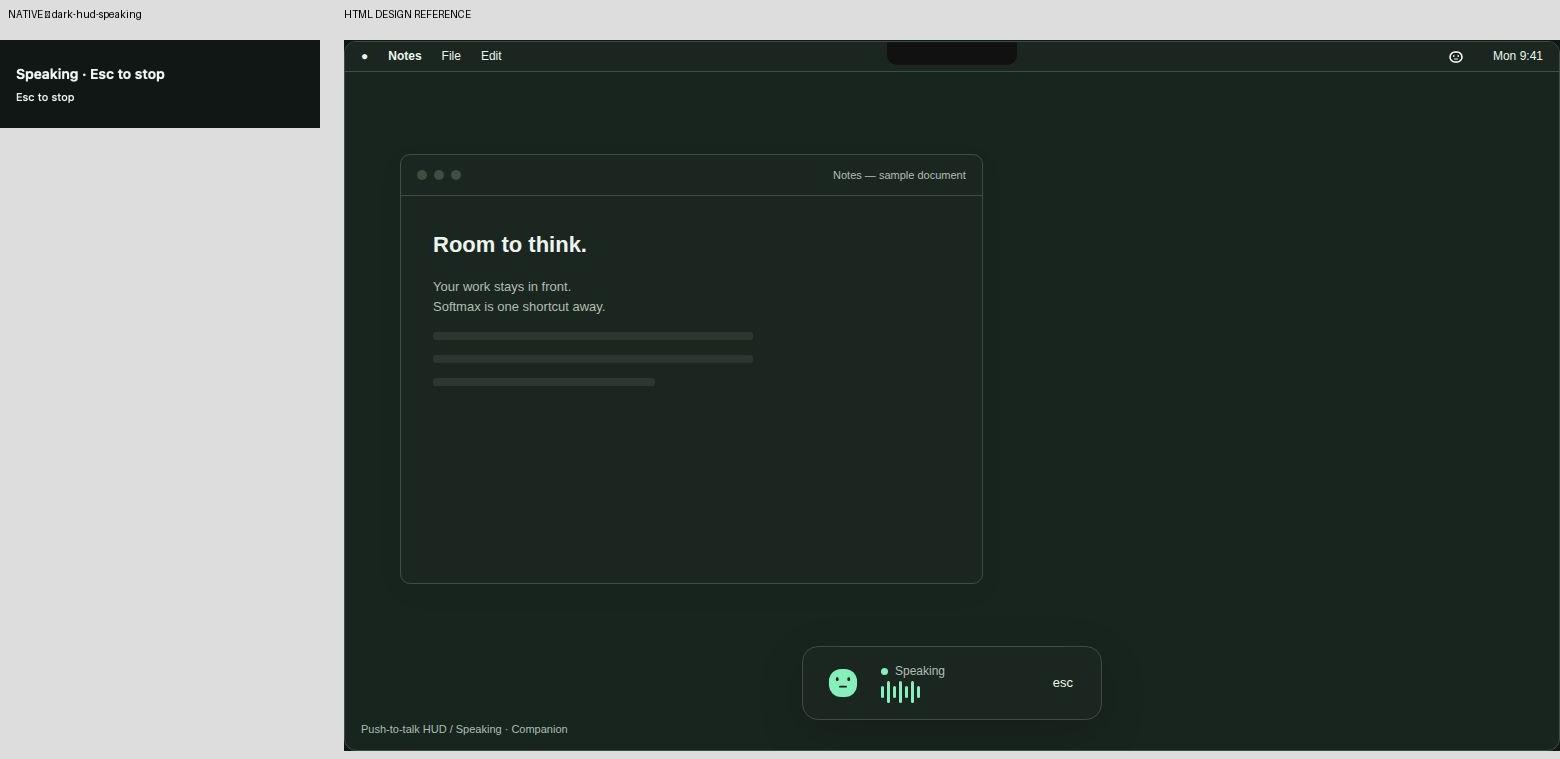 NATIVE dark-hud-speaking
HTML DESIGN REFERENCE
Speaking · Esc to stop
Esc to stop
Notes File Edit
Mon 9:41
Notes — sample document
Room to think.
Your work stays in front.
Softmax is one shortcut away.
Speaking
esc
Push-to-talk HUD / Speaking · Companion